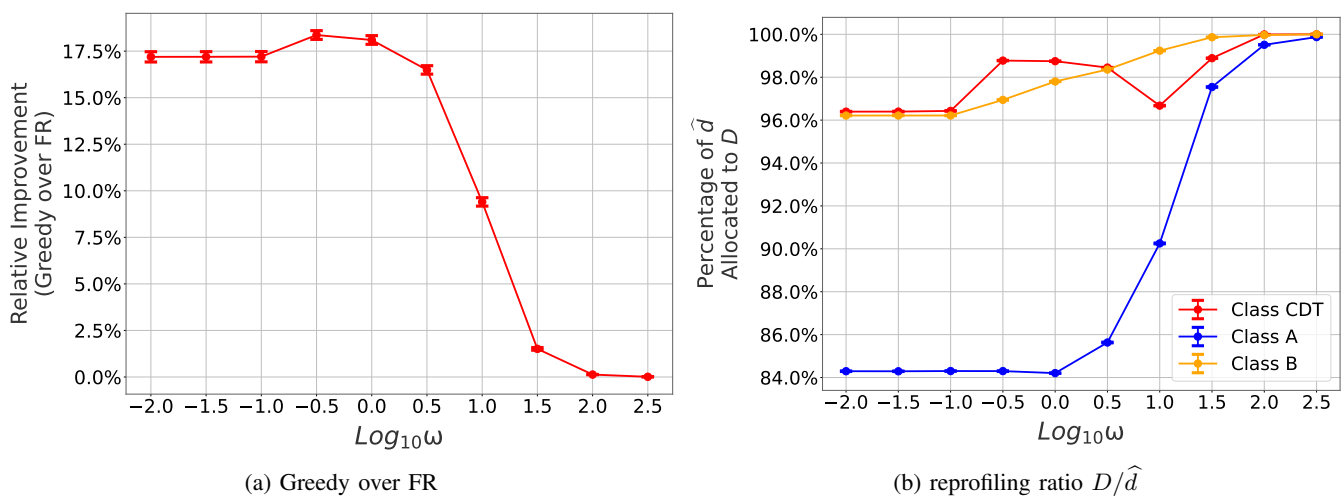 Relative Improvement
(Greedy over FR)
17.5%
15.0%
12.5%
10.0%
7.5%
5.0%
2.5%
0.0%
−2.0 −1.5 −1.0 −0.5 0.0 0.5 1.0 1.5 2.0 2.5
Log₁₀ω
(a) Greedy over FR
Percentage of d̂
Allocated to D
100.0%
98.0%
96.0%
94.0%
92.0%
90.0%
88.0%
86.0%
84.0%
Class CDT
Class A
Class B
−2.0 −1.5 −1.0 −0.5 0.0 0.5 1.0 1.5 2.0 2.5
Log₁₀ω
(b) reprofiling ratio D/d̂